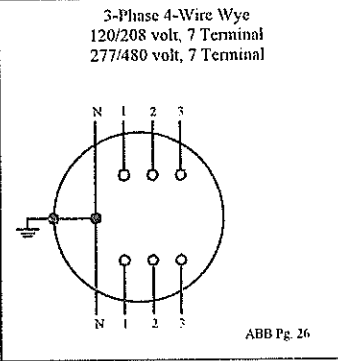 3-Phase 4-Wire Wye
120/208 volt, 7 Terminal
277/480 volt, 7 Terminal
N 1 2 3
N 1 2 3
ABB Pg. 26